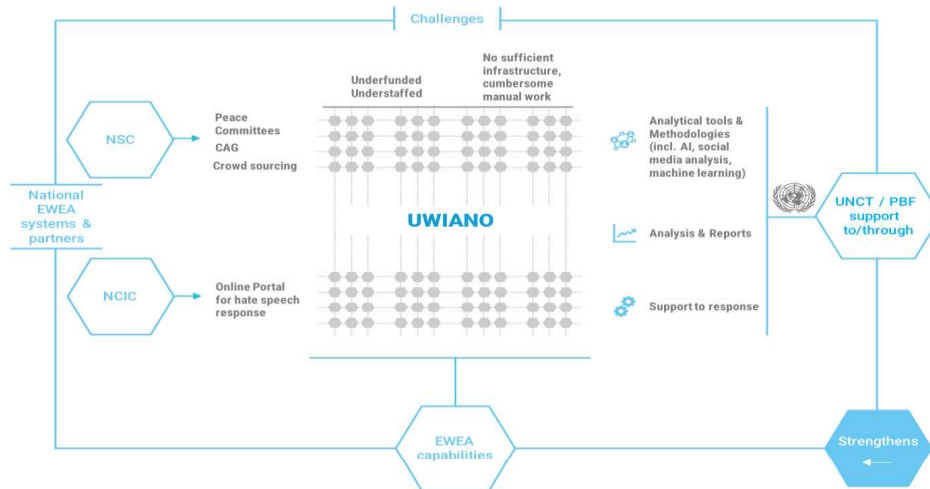 Challenges
Underfunded
Understaffed
No sufficient
infrastructure,
cumbersome
manual work
NSC
Peace
Committees
CAG
Crowd sourcing
National
EWEA
systems &
partners
UWIANO
NCIC
Online Portal
for hate speech
response
Analytical tools &
Methodologies
(incl. AI, social
media analysis,
machine learning)
Analysis & Reports
Support to response
UNCT / PBF
support
to/through
EWEA
capabilities
Strengthens